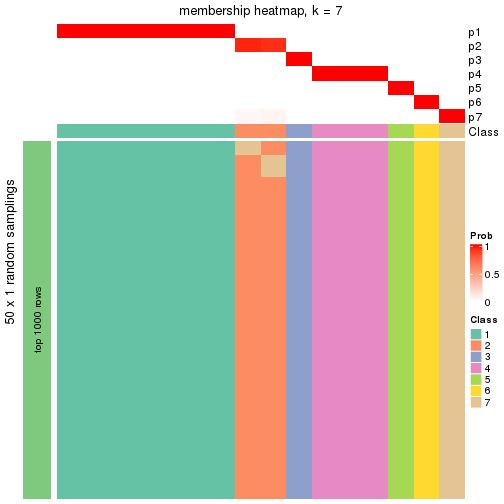 membership heatmap, k = 7
p1
p2
p3
p4
p5
p6
p7
Class
50 x 1 random samplings
top 1000 rows
Prob
1
0.5
0
Class
1
2
3
4
5
6
7